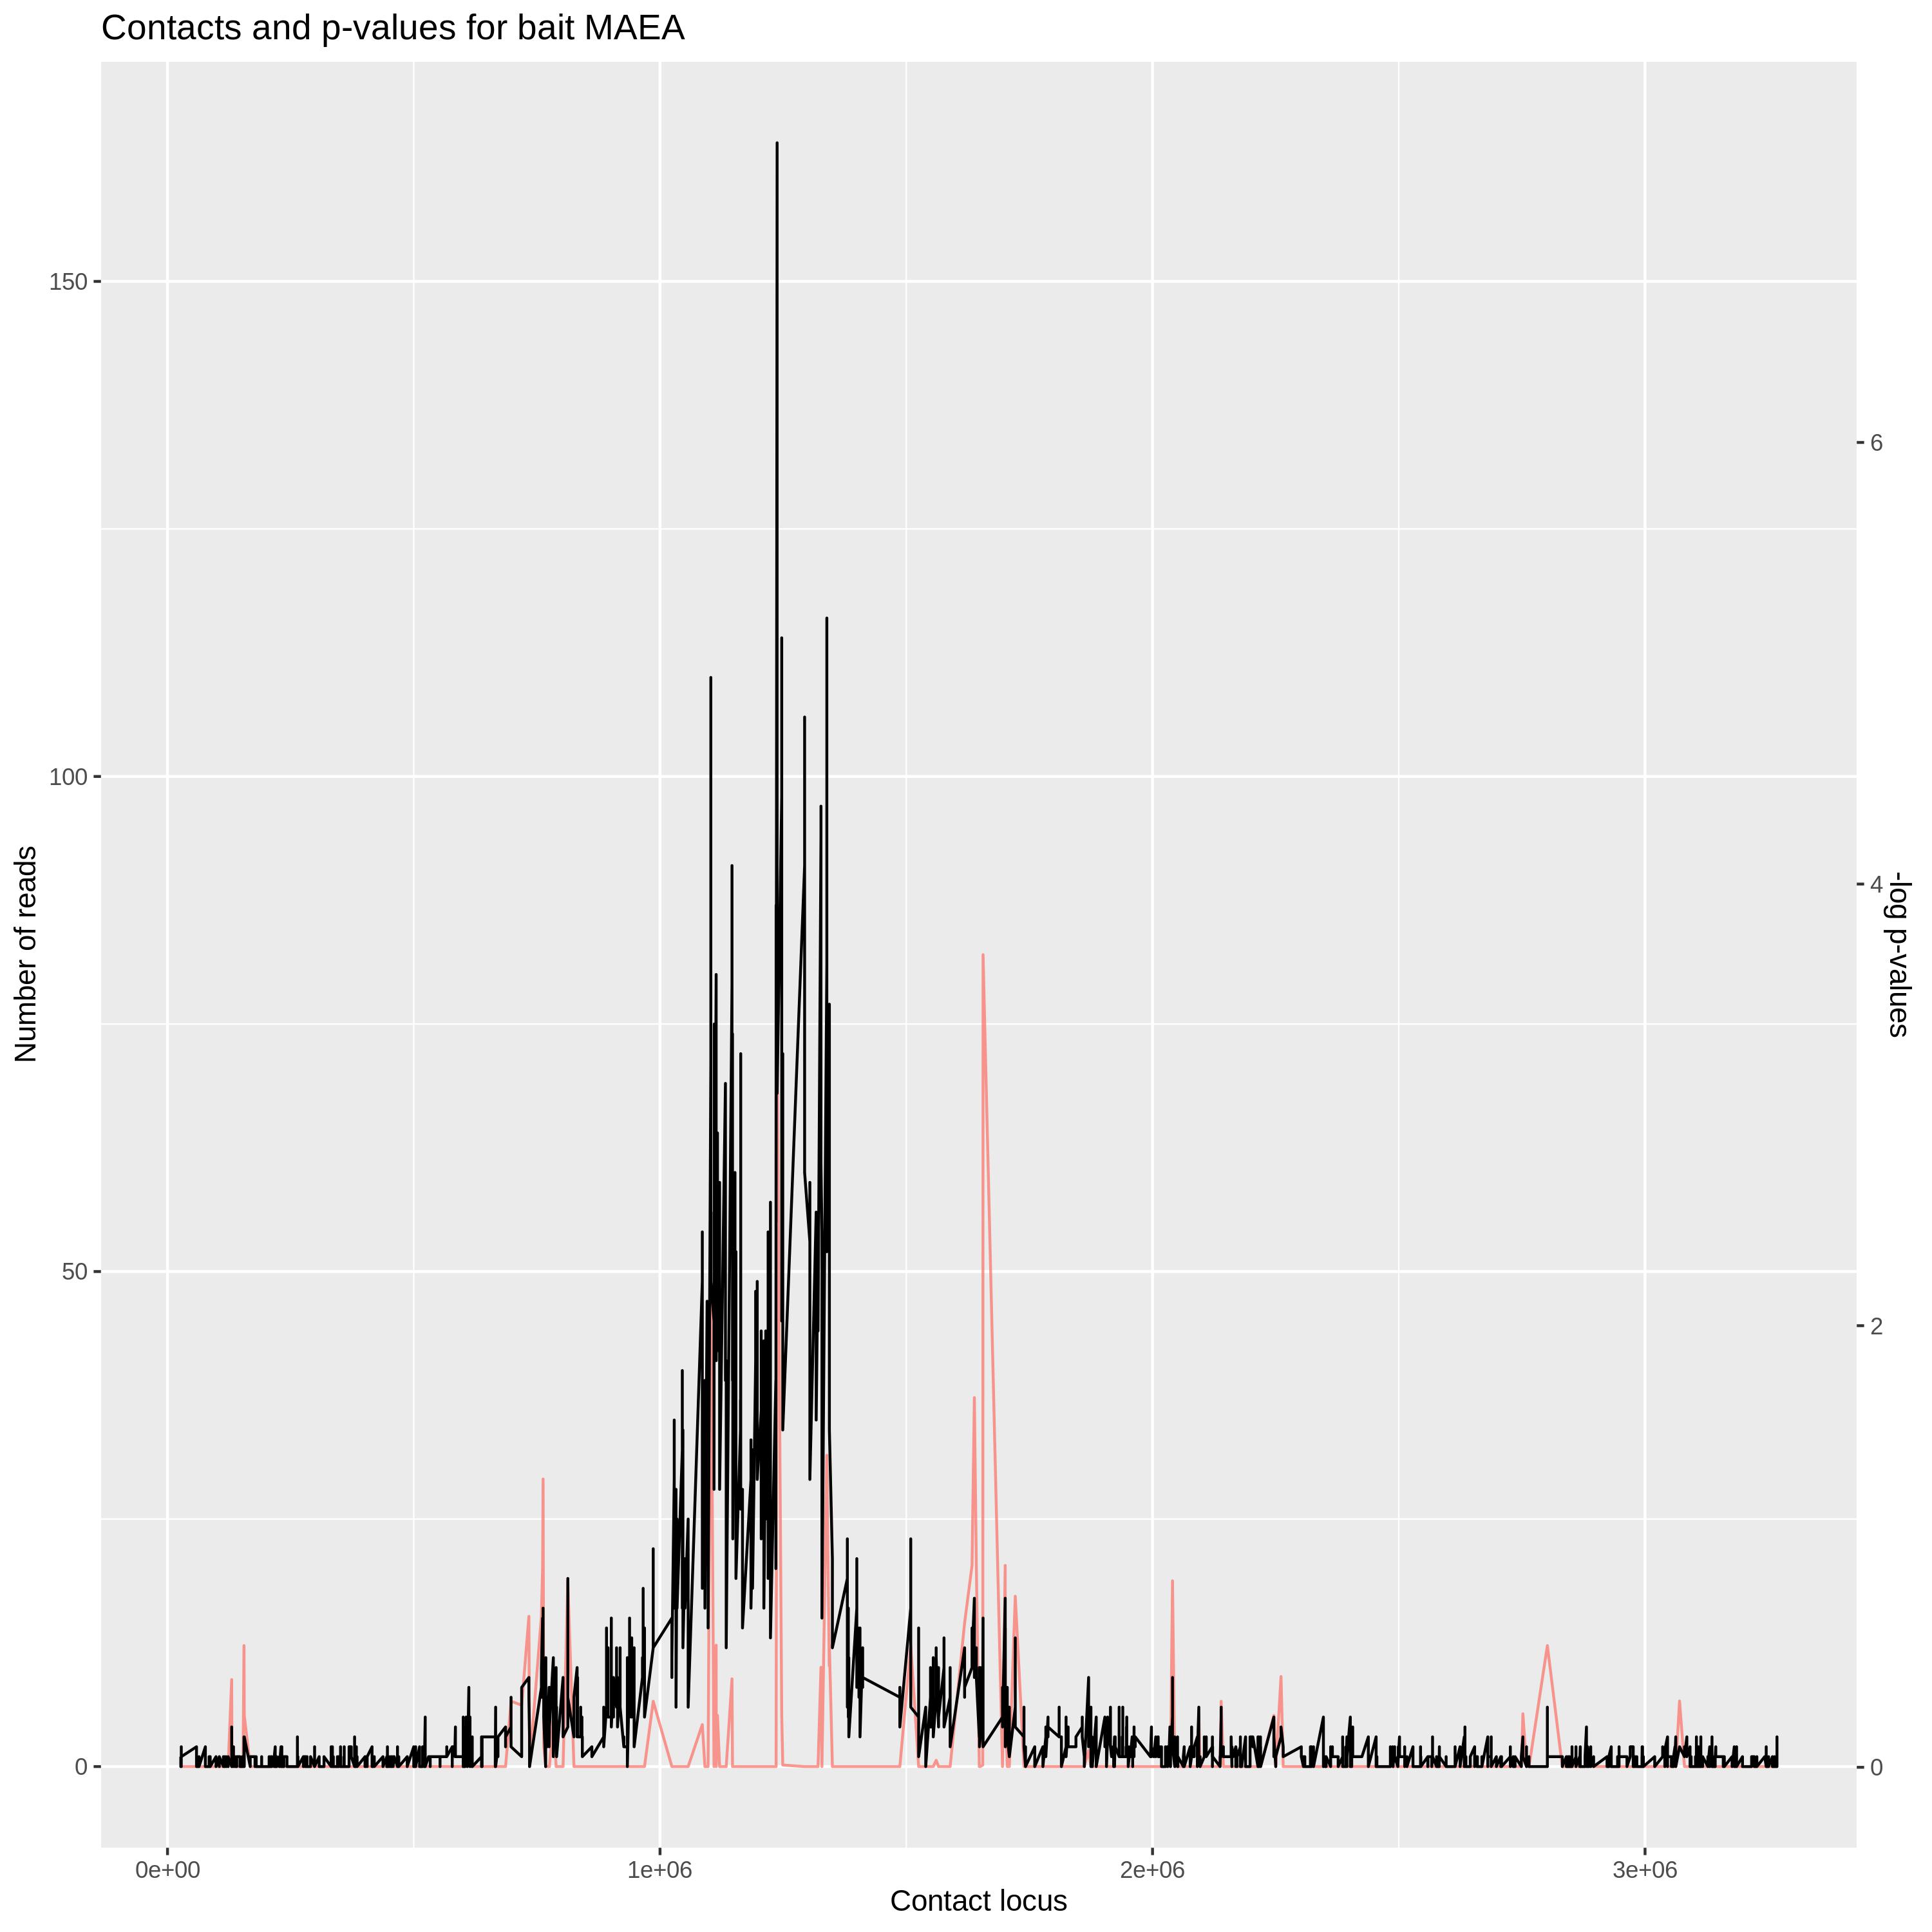 Contacts and p-values for bait MAEA
150
100
50
0
Number of reads
6
4
2
0
-log p-values
0e+00
1e+06
2e+06
3e+06
Contact locus